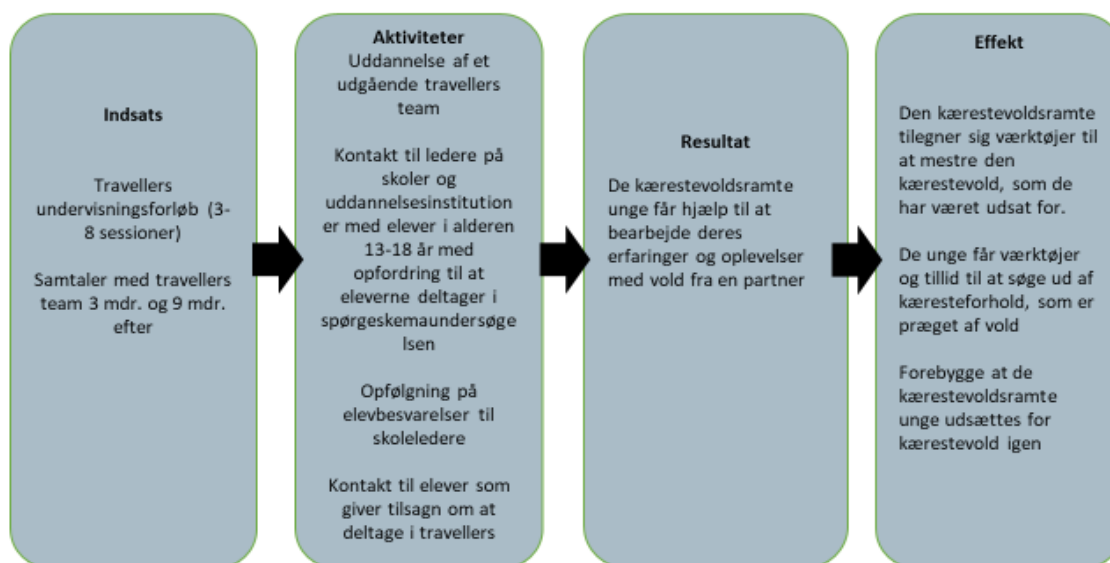 Indsats
Travellers
undervisningsforløb (3-
8 sessioner)
Samtaler med travellers
team 3 mdr. og 9 mdr.
efter
Aktiviteter
Uddannelse af et
udgående travellers
team
Kontakt til ledere på
skoler og
uddannelsesinstitution
er med elever i alderen
13-18 år med
opfordring til at
eleverne deltager i
spørgeskemaundersøge
lsen
Opfølgning på
elevbesvarelser til
skoleledere
Kontakt til elever som
giver tilsagn om at
deltage i travellers
Resultat
De kærestevoldsramte
unge får hjælp til at
bearbejde deres
erfaringer og oplevelser
med vold fra en partner
Effekt
Den kærestevoldsramte
tilegner sig værktøjer til
at mestre den
kærestevold, som de
har været udsat for.
De unge får værktøjer
og tillid til at søge ud af
kæresteforhold, som er
præget af vold
Forebygge at de
kærestevoldsramte
unge udsættes for
kærestevold igen